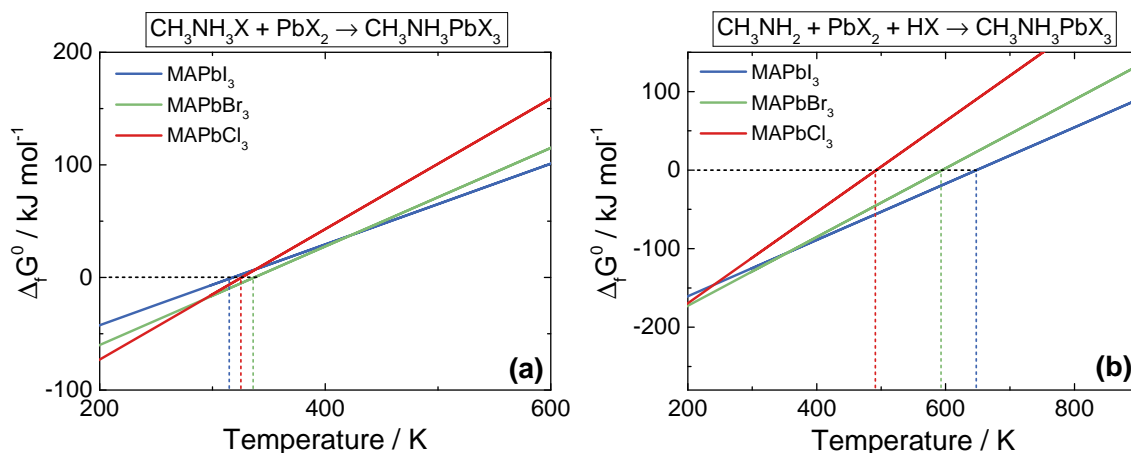 CH₃NH₃X + PbX₂ → CH₃NH₃PbX₃
200
100
0
-100
ΔfG⁰ / kJ mol⁻¹
MAPbI₃
MAPbBr₃
MAPbCl₃
(a)
200 400 600
Temperature / K
CH₃NH₂ + PbX₂ + HX → CH₃NH₃PbX₃
100
0
-100
-200
ΔfG⁰ / kJ mol⁻¹
MAPbI₃
MAPbBr₃
MAPbCl₃
(b)
200 400 600 800
Temperature / K